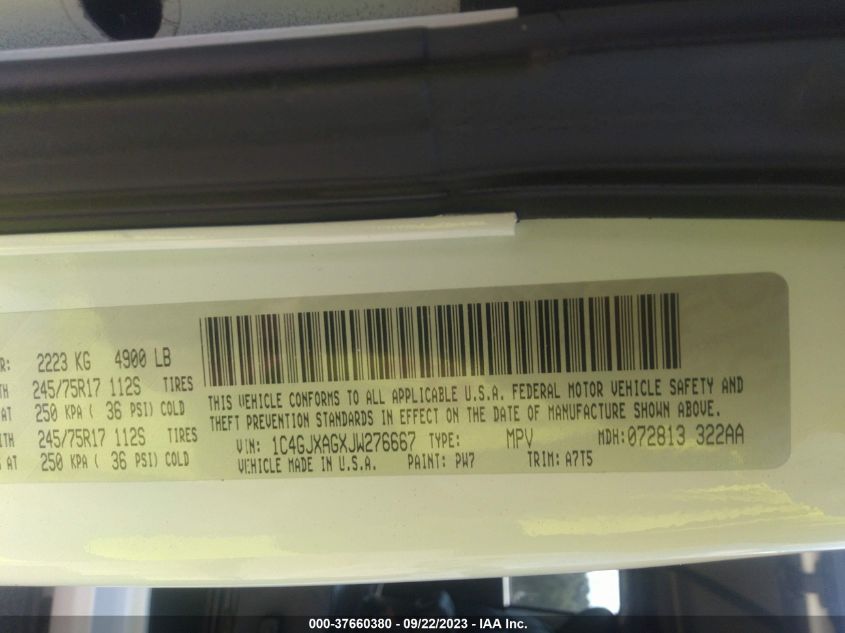 R: 2223 KG 4900 LB
TH 245/75R17 112S TIRES
AT 250 KPA ( 36 PSI) COLD
ITH 245/75R17 112S TIRES
S AT 250 KPA ( 36 PSI) COLD
THIS VEHICLE CONFORMS TO ALL APPLICABLE U.S.A. FEDERAL MOTOR VEHICLE SAFETY AND
THEFT PREVENTION STANDARDS IN EFFECT ON THE DATE OF MANUFACTURE SHOWN ABOVE.
VIN: 1C4GJXAGXJW276667 TYPE: MPV MDH: 072813 322AA
VEHICLE MADE IN U.S.A. PAINT: PW7 TRIM: A7T5
000-37660380 - 09/22/2023 - IAA Inc.